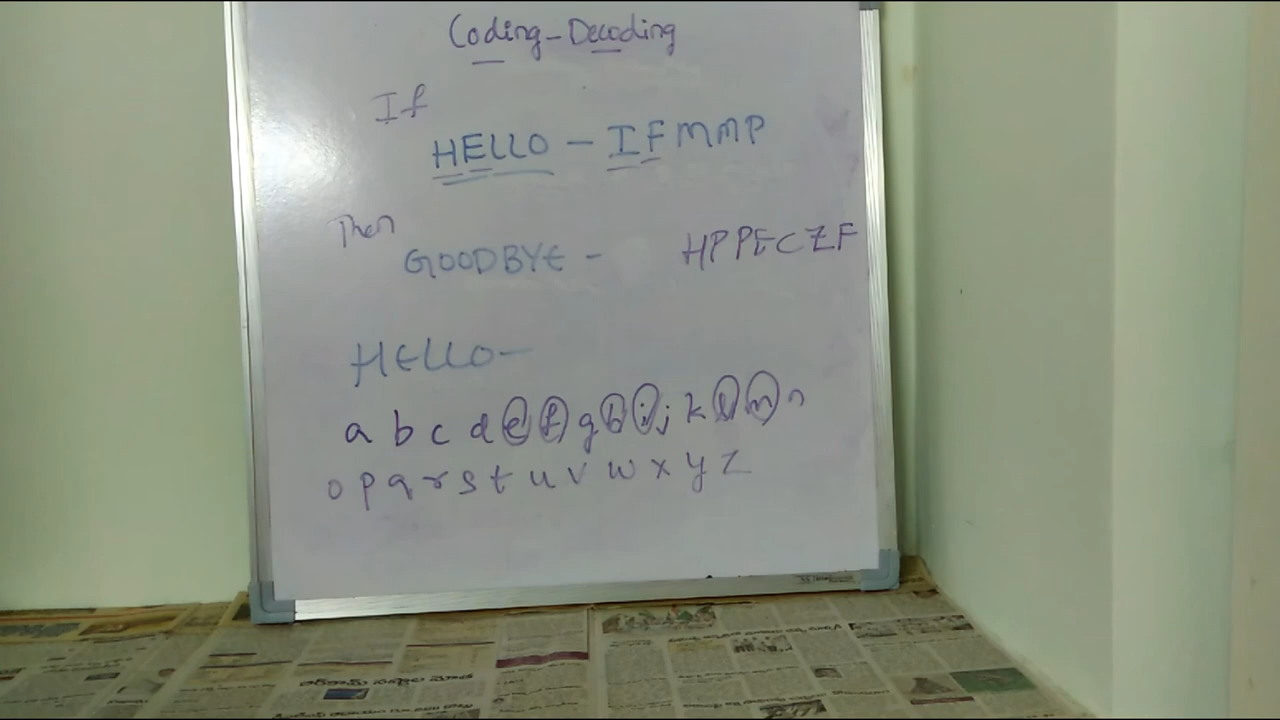 Coding-Decoding
If
HELLO - IFMMP
Then
GOODBYE - HPPECZF
HELLO-
a b c d e f g h i j k l m n
o p q r s t u v w x y z